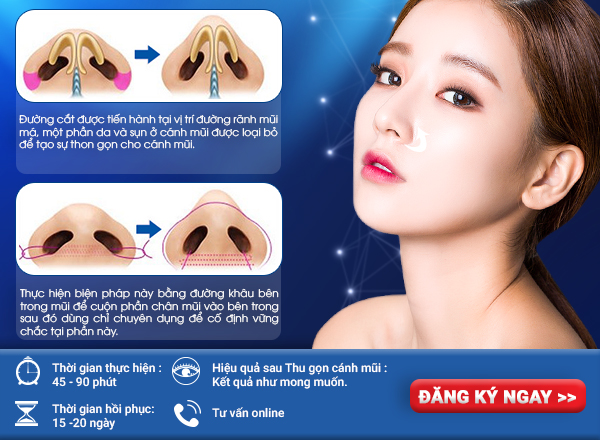 Đường cắt được tiến hành tại vị trí đường rãnh mũi
má, một phần da và sụn ở cánh mũi được loại bỏ
để tạo sự thon gọn cho cánh mũi.
Thực hiện biện pháp này bằng đường khâu bên
trong mũi để cuộn phần chân mũi vào bên trong
sau đó dùng chỉ chuyên dụng để cố định vững
chắc tại phần này.
Thời gian thực hiện :
45 - 90 phút
Hiệu quả sau Thu gọn cánh mũi :
Kết quả như mong muốn.
Thời gian hồi phục:
15 -20 ngày
Tư vấn online
ĐĂNG KÝ NGAY >>